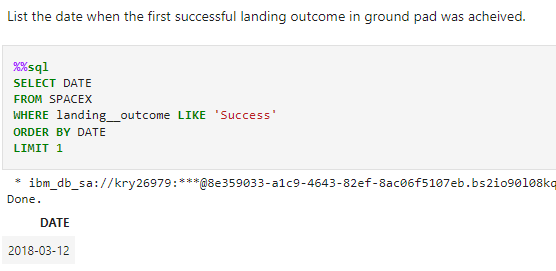 List the date when the first successful landing outcome in ground pad was acheived.
%%sql
SELECT DATE
FROM SPACEX
WHERE landing__outcome LIKE 'Success'
ORDER BY DATE
LIMIT 1
* ibm_db_sa://kry26979:***@8e359033-a1c9-4643-82ef-8ac06f5107eb.bs2io90l08kq
Done.
DATE
2018-03-12